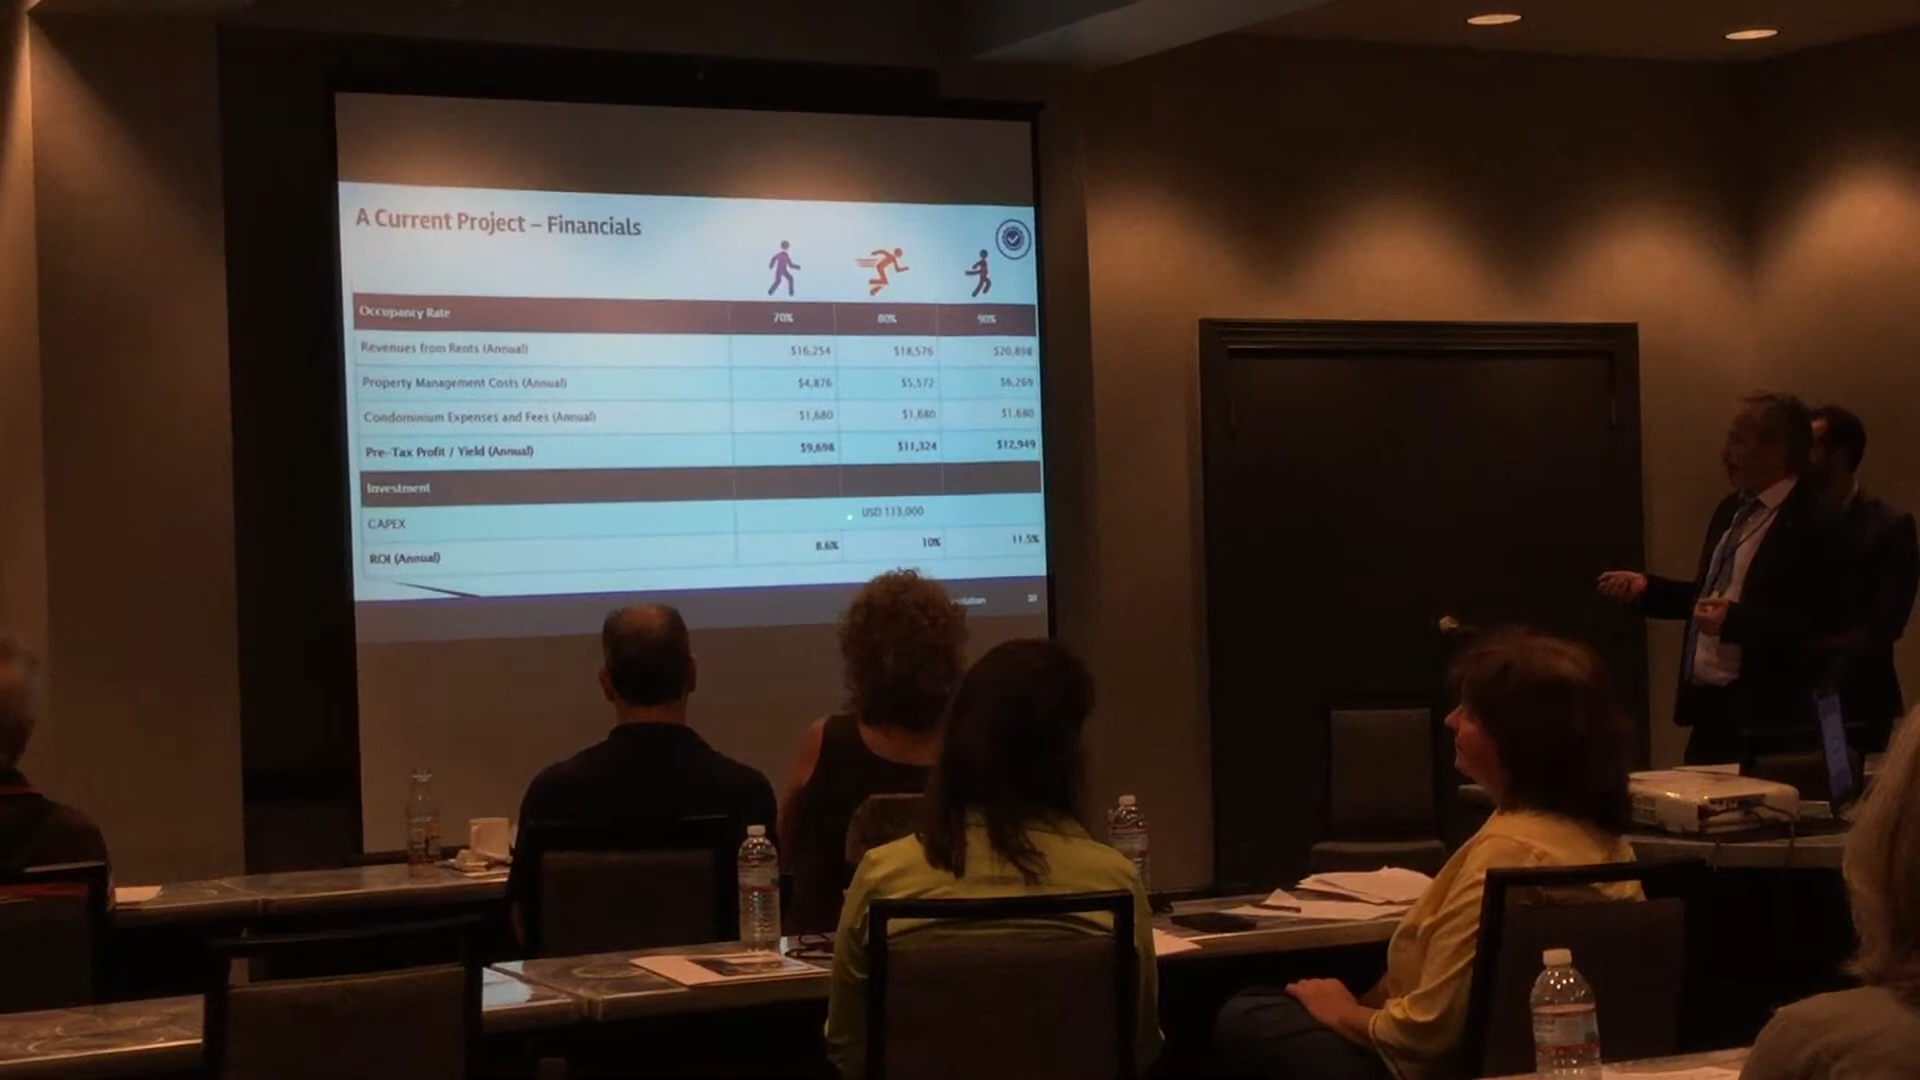 A Current Project – Financials
Occupancy Rate 70% 80% 90%
Revenues from Rents (Annual) $16,254 $18,576 $20,898
Property Management Costs (Annual) $4,876 $5,572 $6,269
Condominium Expenses and Fees (Annual) $1,680 $1,680 $1,680
Pre-Tax Profit / Yield (Annual) $9,698 $11,324 $12,949
Investment
CAPEX USD 113,000
ROI (Annual) 8.6% 10% 11.5%
30